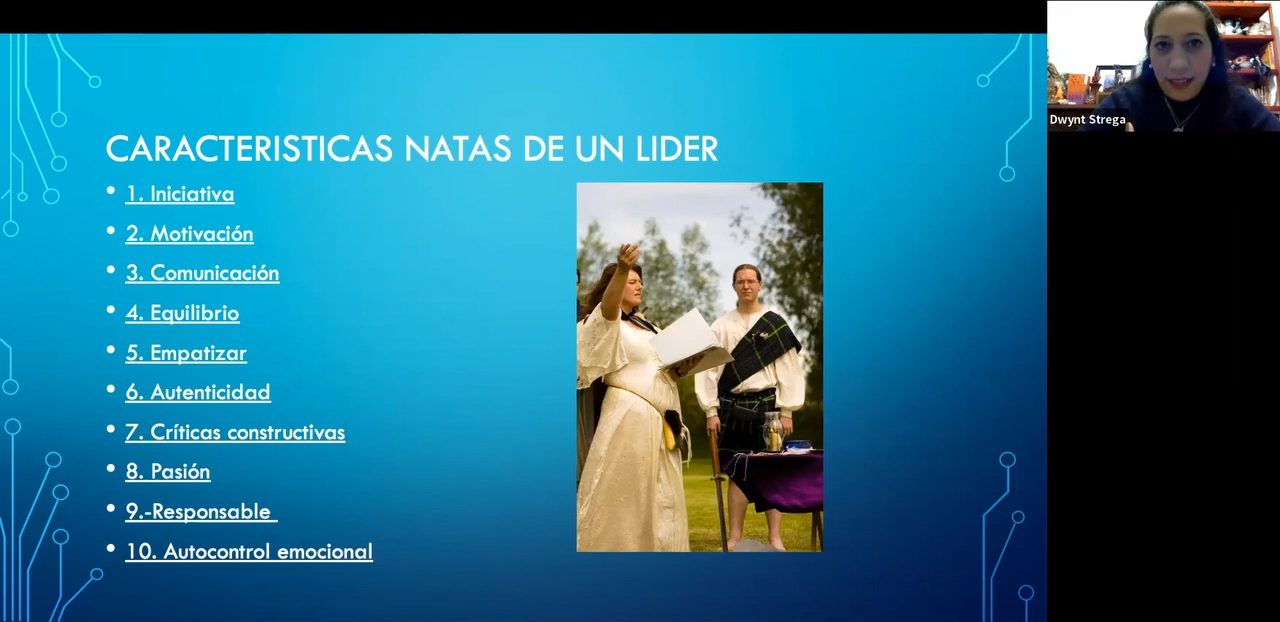 CARACTERISTICAS NATAS DE UN LIDER
• 1. Iniciativa
• 2. Motivación
• 3. Comunicación
• 4. Equilibrio
• 5. Empatizar
• 6. Autenticidad
• 7. Críticas constructivas
• 8. Pasión
• 9.-Responsable
• 10. Autocontrol emocional
Dwynt Strega